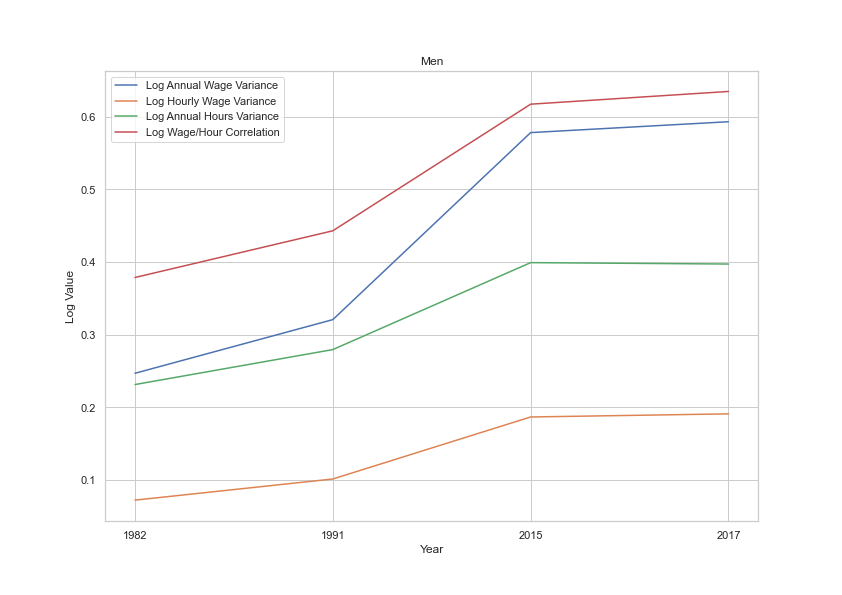 Men
Log Annual Wage Variance
Log Hourly Wage Variance
Log Annual Hours Variance
Log Wage/Hour Correlation
Log Value
0.6
0.5
0.4
0.3
0.2
0.1
1982 1991 2015 2017
Year